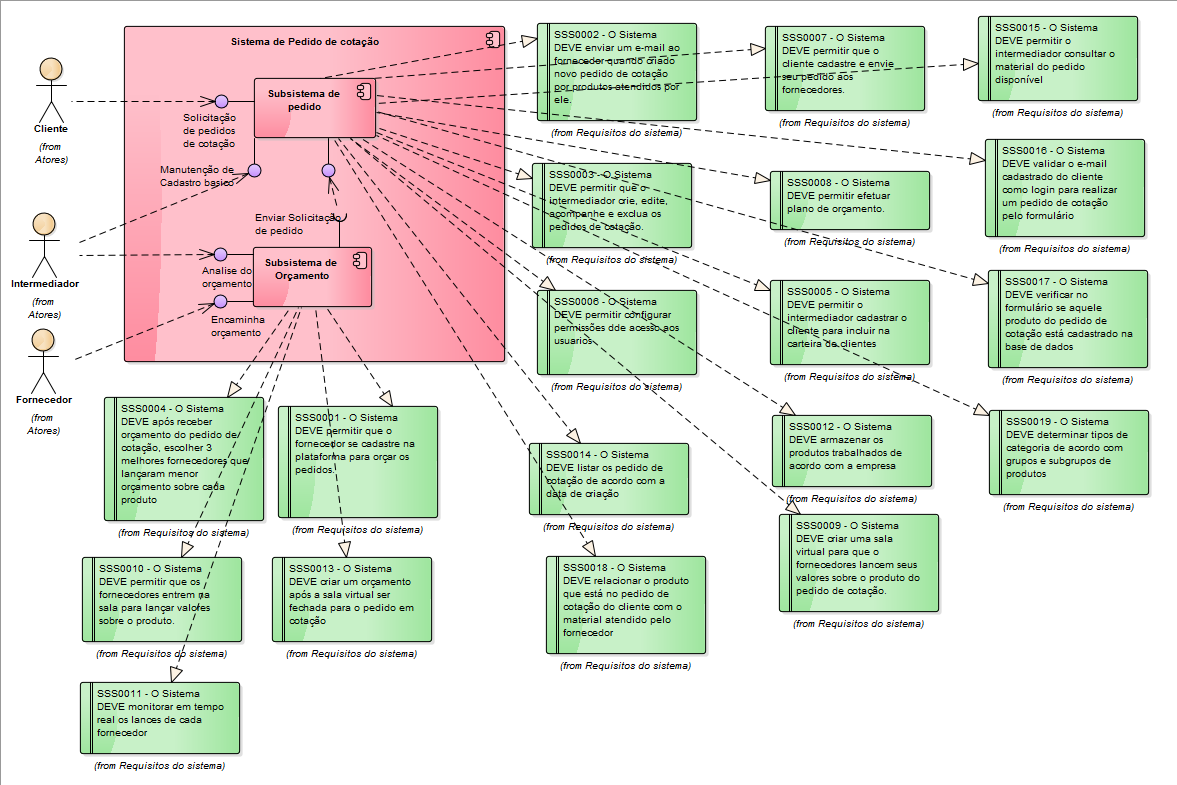 Sistema de Pedido de cotação
Subsistema de
pedido
Solicitação
de pedidos
de cotação
Manutenção de
Cadastro basico
Enviar Solicitação
de pedido
Subsistema de
Orçamento
Analise do
orçamento
Encaminha
orçamento
Cliente
(from
Atores)
Intermediador
(from
Atores)
Fornecedor
(from
Atores)
SSS0002 - O Sistema
DEVE enviar um e-mail ao
forneceder quando criado
novo pedido de cotação
por produtos atendidos por
ele.
(from Requisitos do sistema)
SSS0007 - O Sistema
DEVE permitir que o
cliente cadastre e envie
seu pedido aos
fornecedores.
(from Requisitos do sistema)
SSS0015 - O Sistema
DEVE permitir o
intermediador consultar o
material do pedido
disponível
(from Requisitos do sistema)
SSS0003 - O Sistema
DEVE permitir que o
intermediador crie, edite,
acompanhe e exclua os
pedidos de cotação.
(from Requisitos do sistema)
SSS0008 - O Sistema
DEVE permitir efetuar
plano de orçamento.
(from Requisitos do sistema)
SSS0016 - O Sistema
DEVE validar o e-mail
cadastrado do cliente
como login para realizar
um pedido de cotação
pelo formulário
(from Requisitos do sistema)
SSS0006 - O Sistema
DEVE permitir configurar
permissões dde acesso aos
usuarios
(from Requisitos do sistema)
SSS0005 - O Sistema
DEVE permitir o
intermediador cadastrar o
cliente para incluir na
carteira de clientes
(from Requisitos do sistema)
SSS0017 - O Sistema
DEVE verificar no
formulário se aquele
produto do pedido de
cotação está cadastrado na
base de dados
(from Requisitos do sistema)
SSS0004 - O Sistema
DEVE após receber
orçamento do pedido de
cotação, escolher 3
melhores fornecedores que
lançaram menor
orçamento sobre cada
produto
(from Requisitos do sistema)
SSS0001 - O Sistema
DEVE permitir que o
fornecedor se cadastre na
plataforma para orçar os
pedidos.
(from Requisitos do sistema)
SSS0014 - O Sistema
DEVE listar os pedido de
cotação de acordo com a
data de criação
(from Requisitos do sistema)
SSS0012 - O Sistema
DEVE armazenar os
produtos trabalhados de
acordo com a empresa
(from Requisitos do sistema)
SSS0019 - O Sistema
DEVE determinar tipos de
categoria de acordo com
grupos e subgrupos de
produtos
(from Requisitos do sistema)
SSS0010 - O Sistema
DEVE permitir que os
fornecedores entrem na
sala para lançar valores
sobre o produto.
(from Requisitos do sistema)
SSS0013 - O Sistema
DEVE criar um orçamento
após a sala virtual ser
fechada para o pedido em
cotação
(from Requisitos do sistema)
SSS0018 - O Sistema
DEVE relacionar o produto
que está no pedido de
cotação do cliente com o
material atendido pelo
fornecedor
(from Requisitos do sistema)
SSS0009 - O Sistema
DEVE criar uma sala
virtual para que o
fornecedores lancem seus
valores sobre o produto do
pedido de cotação.
(from Requisitos do sistema)
SSS0011 - O Sistema
DEVE monitorar em tempo
real os lances de cada
fornecedor
(from Requisitos do sistema)